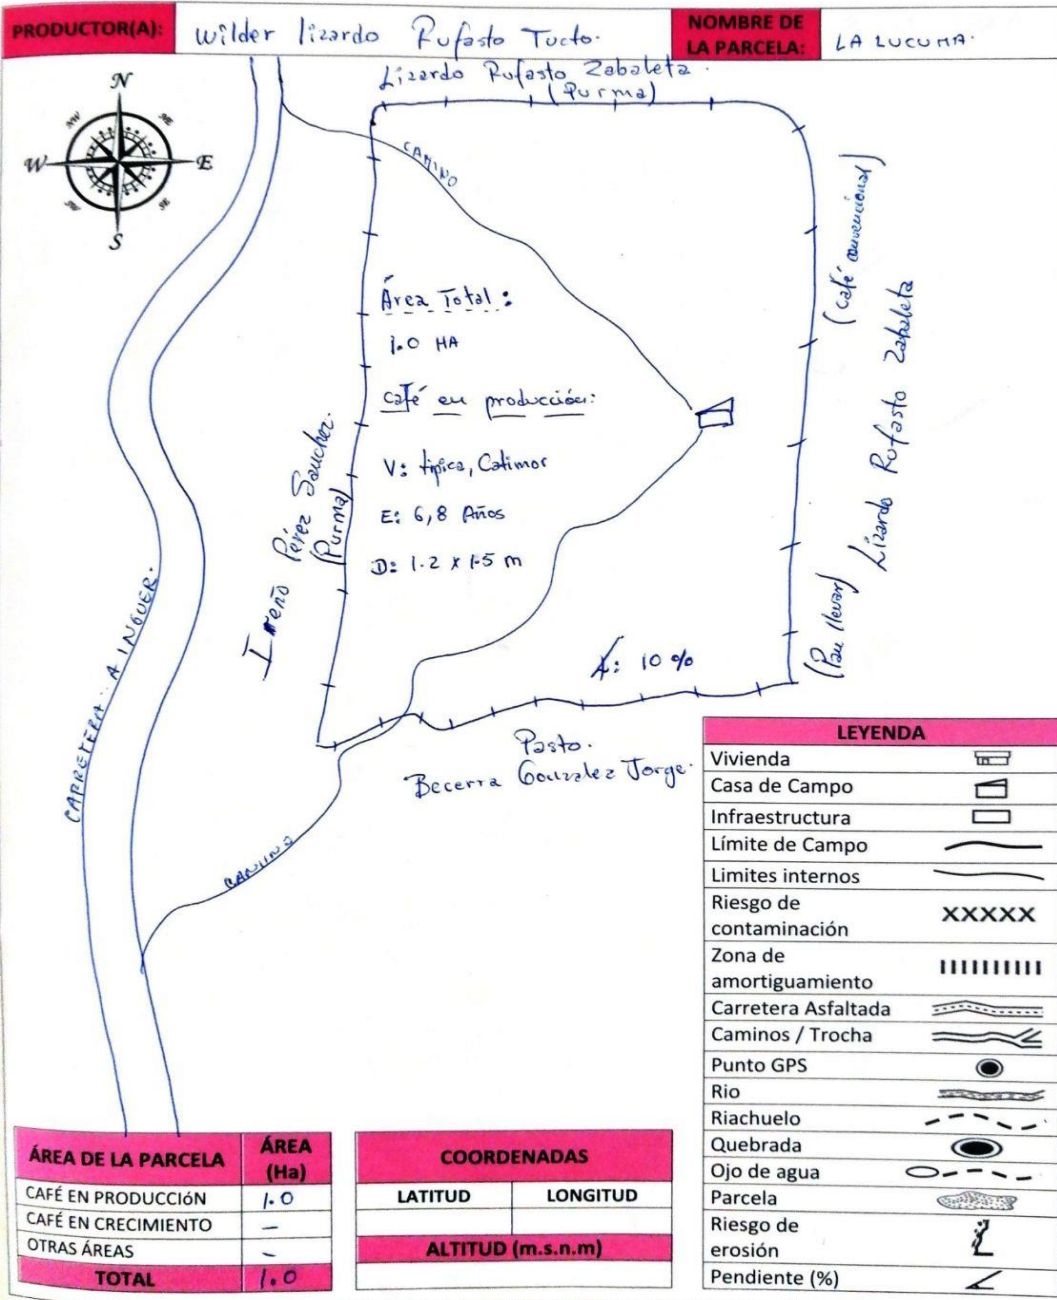 PRODUCTOR(A): Wilder lizardo Rufasto Tucto.
NOMBRE DE LA PARCELA: LA LUCUMA.
N
NW
NE
W
E
SW
SE
S
Lizardo Rufasto Zabaleta.
(Purma)
CAMINO
Área Total:
1.0 HA
café en producción:
V: típica, Catimor
E: 6,8 Años
D: 1.2 x 1.5 m
(café convencional)
Lizardo Rufasto Zabaleta
(Pan llevar)
Pérez Sanchez.
(Purma)
CARRETERA A INGUER.
10 %
Pasto.
Becerra Gonzalez Jorge.
CAMINO
LEYENDA
Vivienda
Casa de Campo
Infraestructura
Límite de Campo
Limites internos
Riesgo de
contaminación
XXXXX
Zona de
amortiguamiento
Carretera Asfaltada
Caminos / Trocha
Punto GPS
Rio
Riachuelo
Quebrada
Ojo de agua
Parcela
Riesgo de
erosión
Pendiente (%)
ÁREA DE LA PARCELA ÁREA (Ha)
CAFÉ EN PRODUCCIÓN 1.0
CAFÉ EN CRECIMIENTO –
OTRAS ÁREAS –
TOTAL 1.0
COORDENADAS
LATITUD LONGITUD
ALTITUD (m.s.n.m)